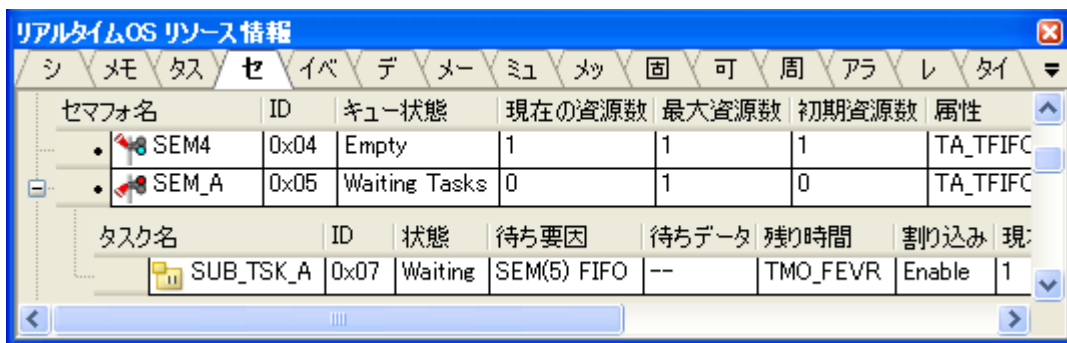 リアルタイムOS リソース情報
シ メモ タス セ イベ デ メー ミュ メッ 固 可 周 アラ レ タイ
セマフォ名 ID キュー状態 現在の資源数 最大資源数 初期資源数 属性
SEM4 0x04 Empty 1 1 1 TA_TFIFO
SEM_A 0x05 Waiting Tasks 0 1 0 TA_TFIFO
タスク名 ID 状態 待ち要因 待ちデータ 残り時間 割り込み 現
SUB_TSK_A 0x07 Waiting SEM(5) FIFO -- TMO_FEVR Enable 1